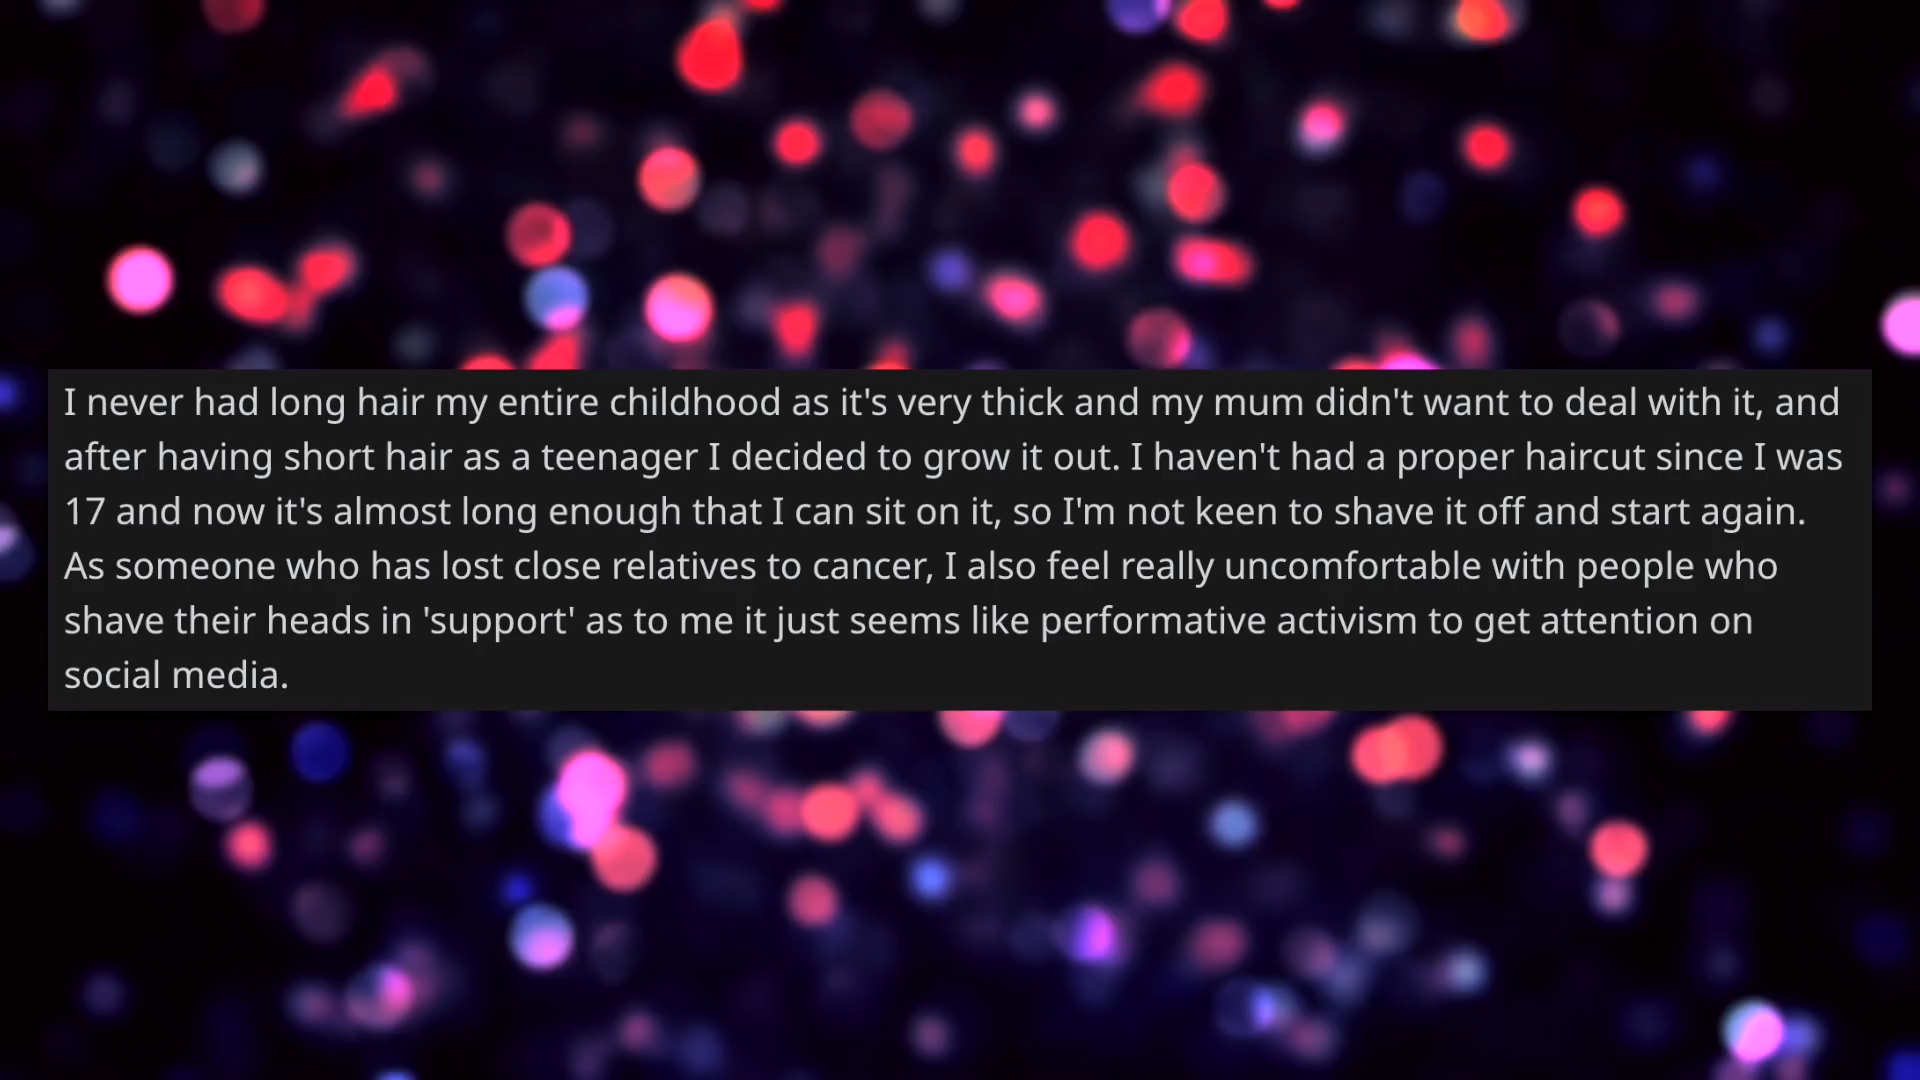 I never had long hair my entire childhood as it's very thick and my mum didn't want to deal with it, and
after having short hair as a teenager I decided to grow it out. I haven't had a proper haircut since I was
17 and now it's almost long enough that I can sit on it, so I'm not keen to shave it off and start again.
As someone who has lost close relatives to cancer, I also feel really uncomfortable with people who
shave their heads in 'support' as to me it just seems like performative activism to get attention on
social media.